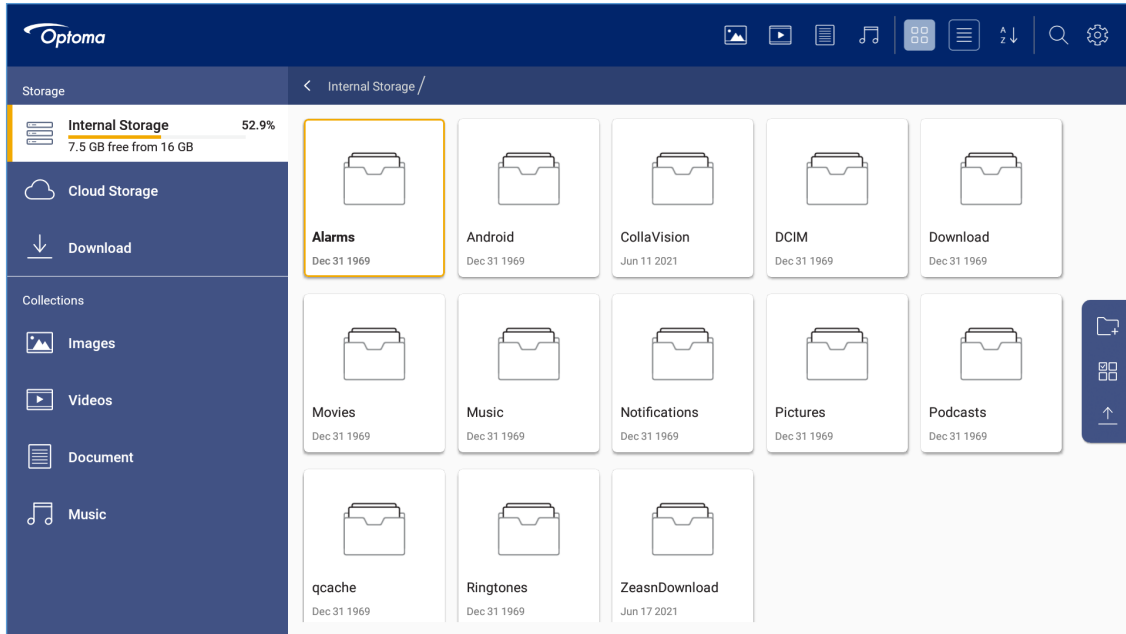 Optoma
A
Z
Storage
Internal Storage /
Internal Storage 52.9%
7.5 GB free from 16 GB
Cloud Storage
Download
Collections
Images
Videos
Document
Music
Alarms
Dec 31 1969
Android
Dec 31 1969
CollaVision
Jun 11 2021
DCIM
Dec 31 1969
Download
Dec 31 1969
Movies
Dec 31 1969
Music
Dec 31 1969
Notifications
Dec 31 1969
Pictures
Dec 31 1969
Podcasts
Dec 31 1969
qcache
Dec 31 1969
Ringtones
Dec 31 1969
ZeasnDownload
Jun 17 2021